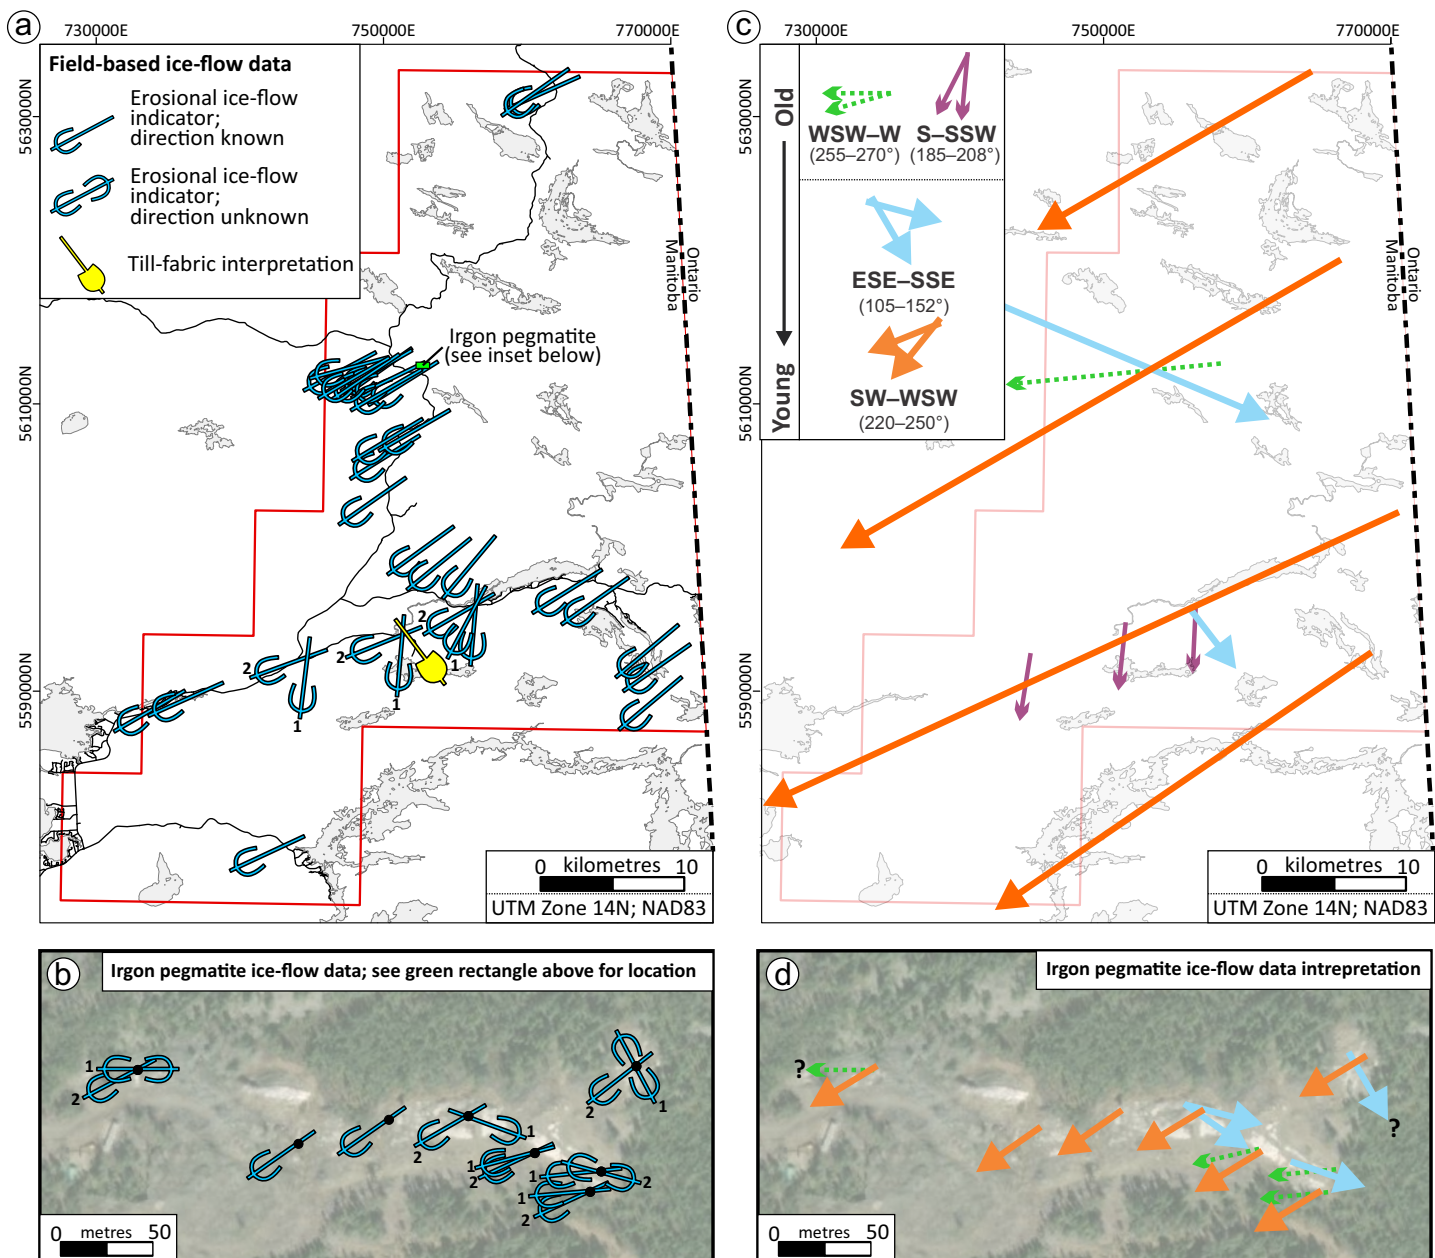 a
730000E
750000E
770000E
5630000N
5610000N
5590000N
Field-based ice-flow data
Erosional ice-flow
indicator;
direction known
Erosional ice-flow
indicator;
direction unknown
Till-fabric interpretation
Ontario
Manitoba
Irgon pegmatite
(see inset below)
2
1
2
1
2
1
0 kilometres 10
UTM Zone 14N; NAD83
c
730000E
750000E
770000E
5630000N
5610000N
5590000N
Old
Young
WSW–W
(255–270°)
S–SSW
(185–208°)
ESE–SSE
(105–152°)
SW–WSW
(220–250°)
Ontario
Manitoba
0 kilometres 10
UTM Zone 14N; NAD83
b
Irgon pegmatite ice-flow data; see green rectangle above for location
1
2
2
1
2
1
1
2
1
2
1
2
0 metres 50
d
Irgon pegmatite ice-flow data intrepretation
?
?
0 metres 50